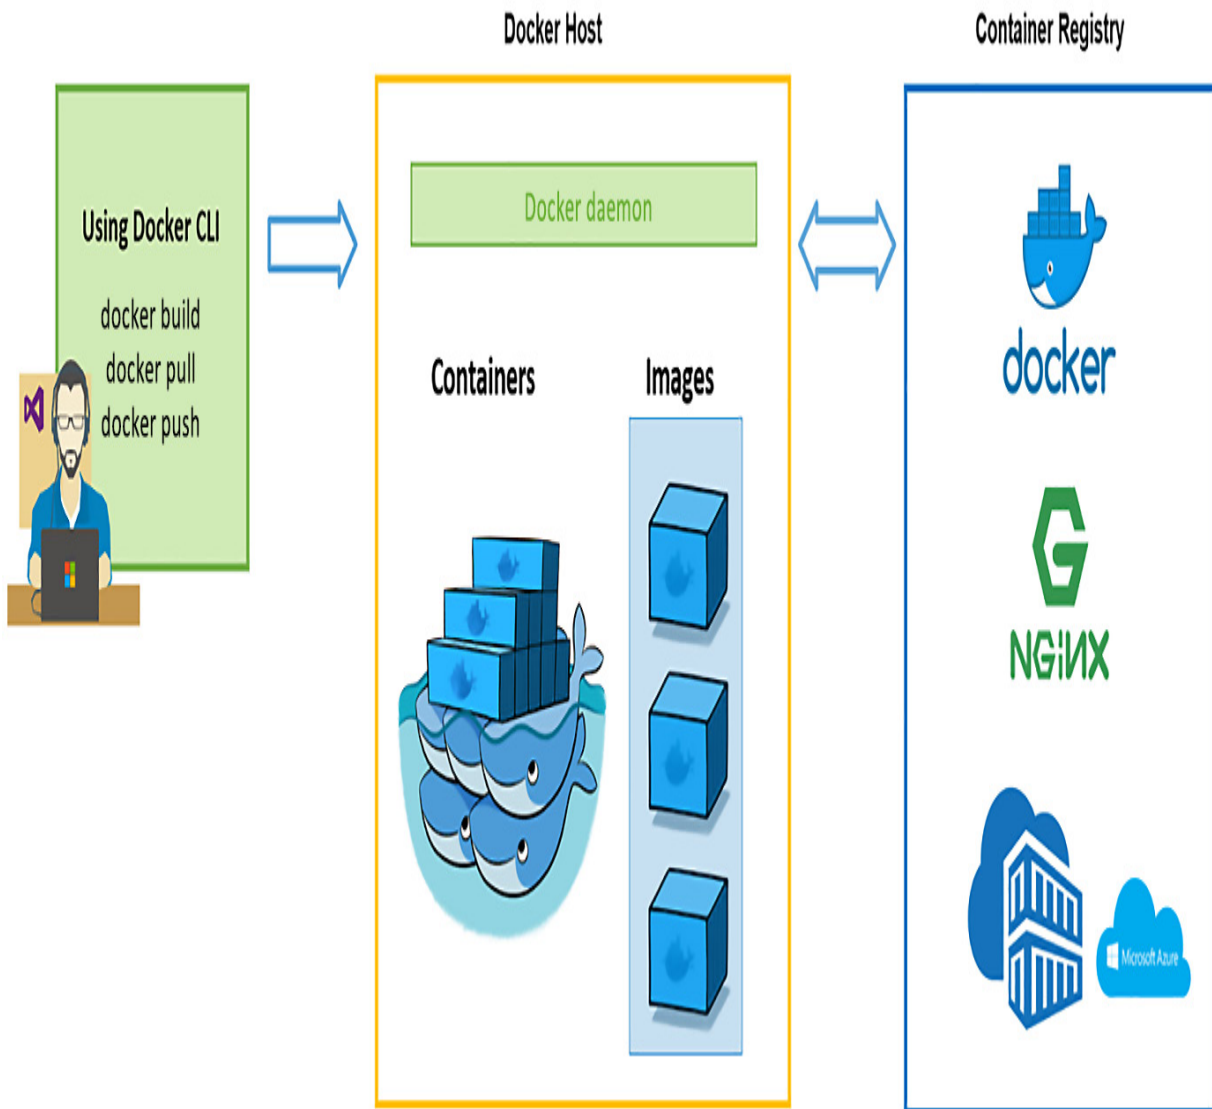 Docker Host
Container Registry
Using Docker CLI
docker build
docker pull
docker push
Docker daemon
Containers
Images
docker
NGiNX
Microsoft Azure